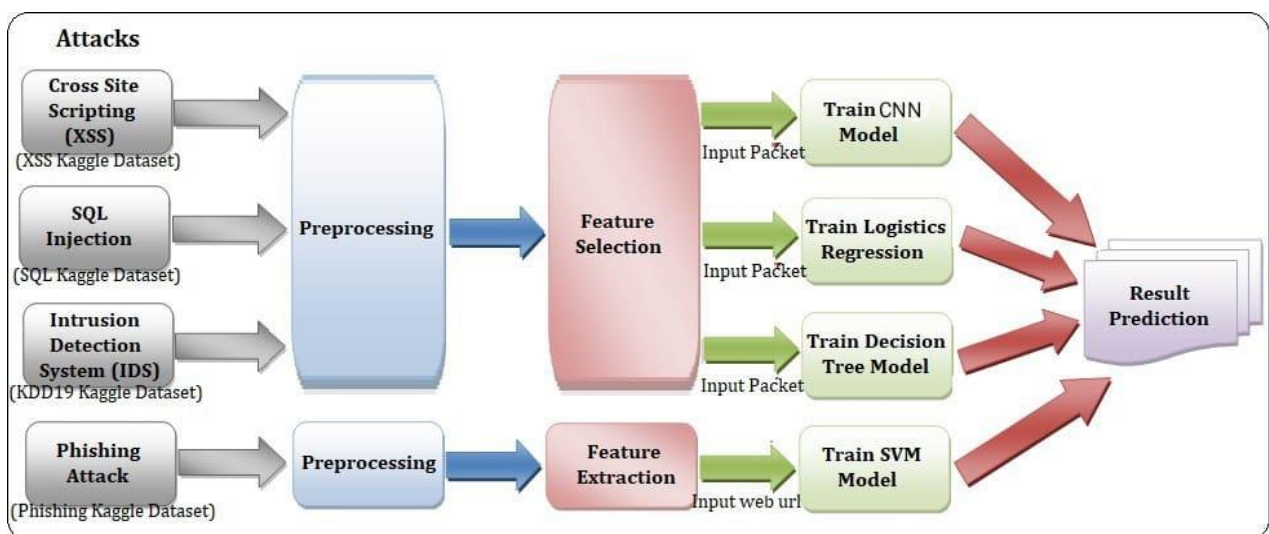 Attacks
Cross Site
Scripting
(XSS)
(XSS Kaggle Dataset)
SQL
Injection
(SQL Kaggle Dataset)
Intrusion
Detection
System (IDS)
(KDD19 Kaggle Dataset)
Phishing
Attack
(Phishing Kaggle Dataset)
Preprocessing
Preprocessing
Feature
Selection
Feature
Extraction
Input Packet
Input Packet
Input Packet
Input web url
Train CNN
Model
Train Logistics
Regression
Train Decision
Tree Model
Train SVM
Model
Result
Prediction